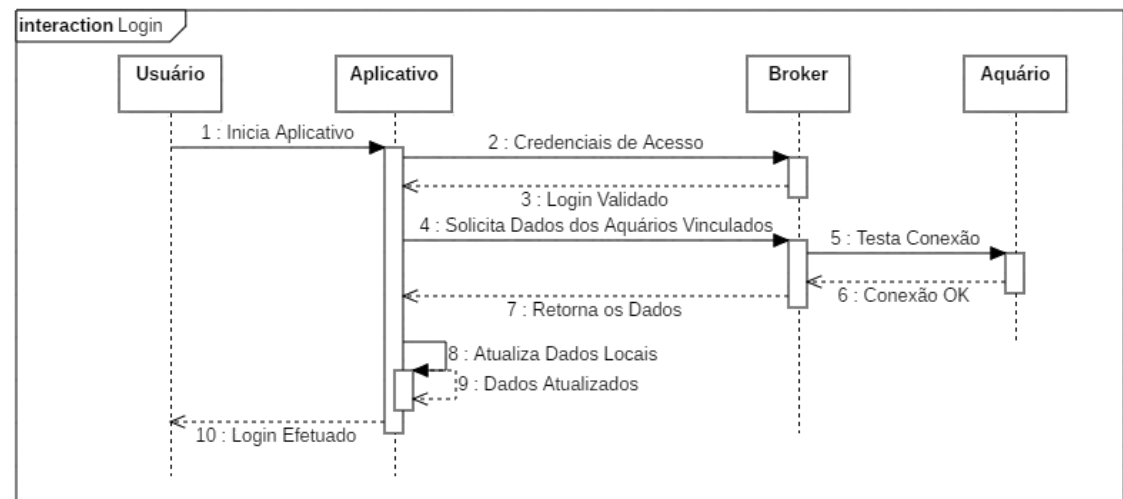 interaction Login
Usuário
Aplicativo
Broker
Aquário
1 : Inicia Aplicativo
2 : Credenciais de Acesso
3 : Login Validado
4 : Solicita Dados dos Aquários Vinculados
5 : Testa Conexão
6 : Conexão OK
7 : Retorna os Dados
8 : Atualiza Dados Locais
9 : Dados Atualizados
10 : Login Efetuado